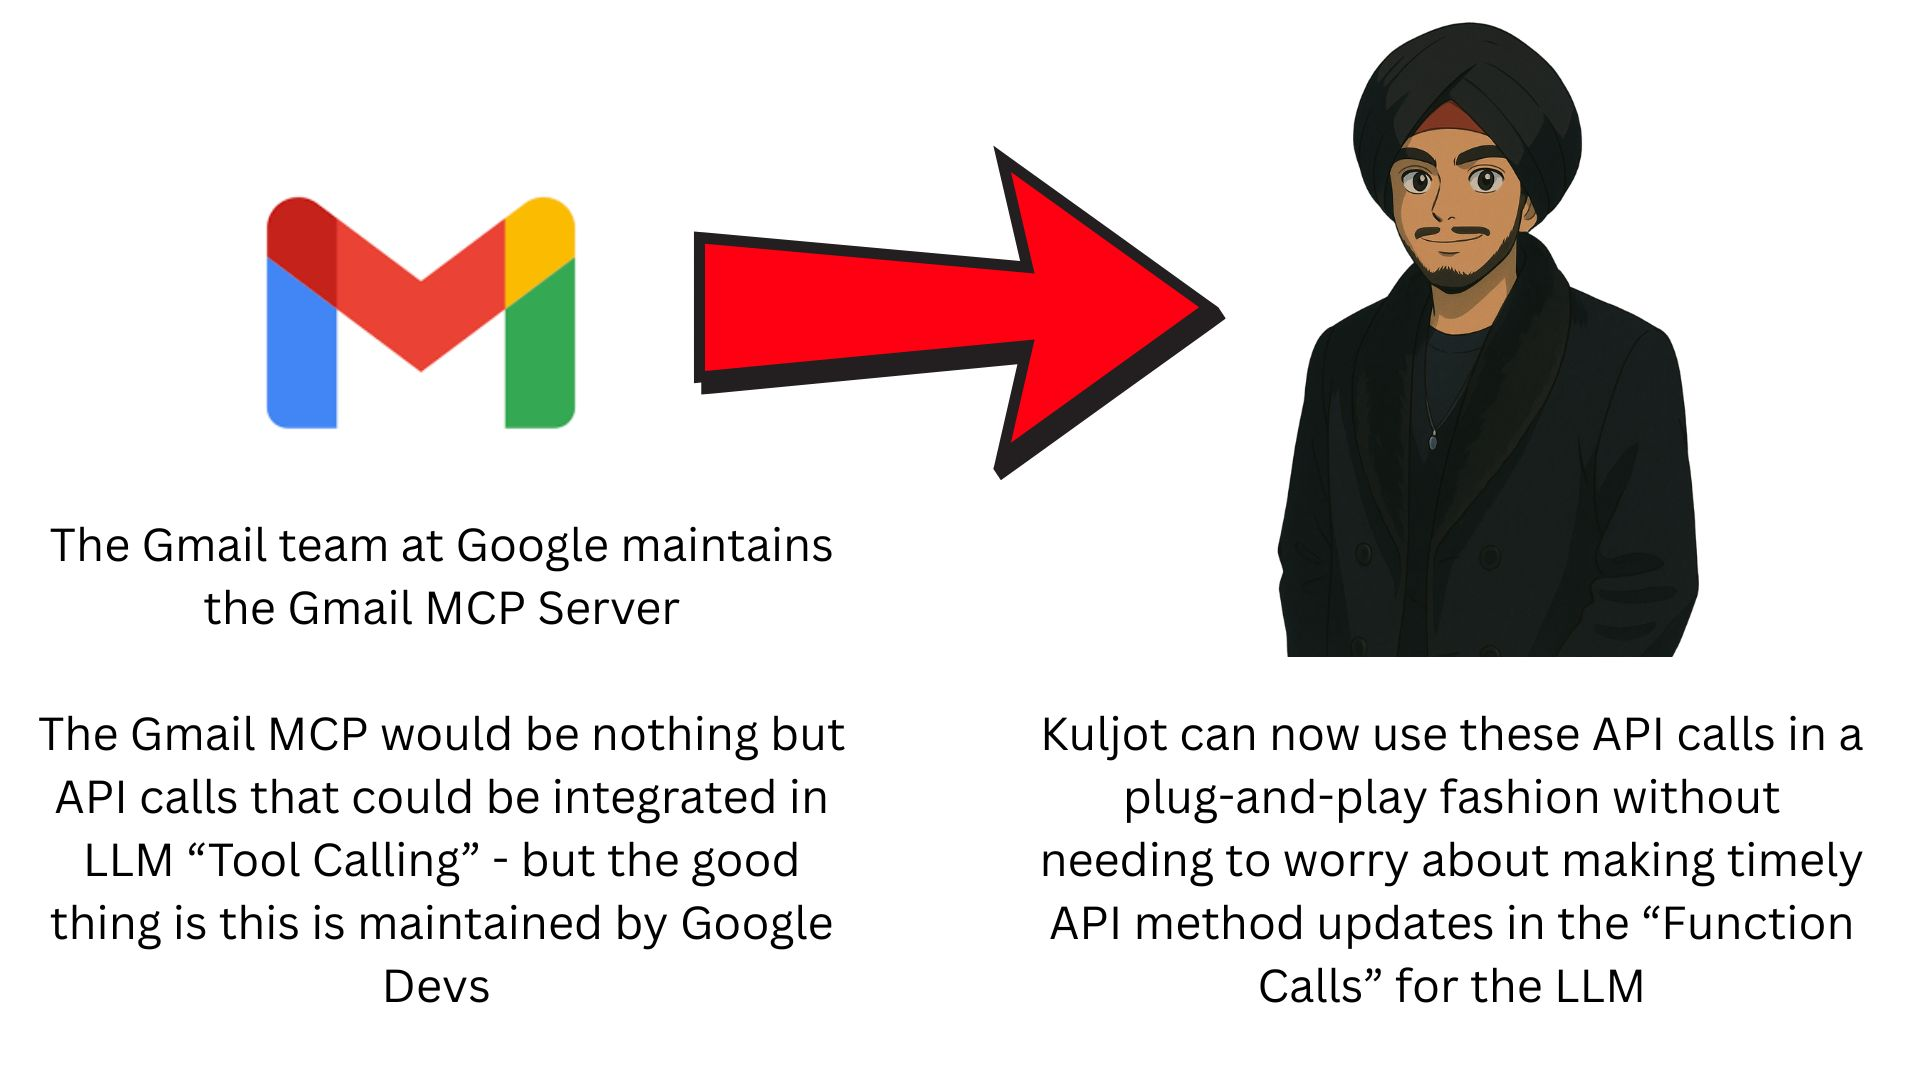 The Gmail team at Google maintains
the Gmail MCP Server
The Gmail MCP would be nothing but
API calls that could be integrated in
LLM “Tool Calling” - but the good
thing is this is maintained by Google
Devs
Kuljot can now use these API calls in a
plug-and-play fashion without
needing to worry about making timely
API method updates in the “Function
Calls” for the LLM